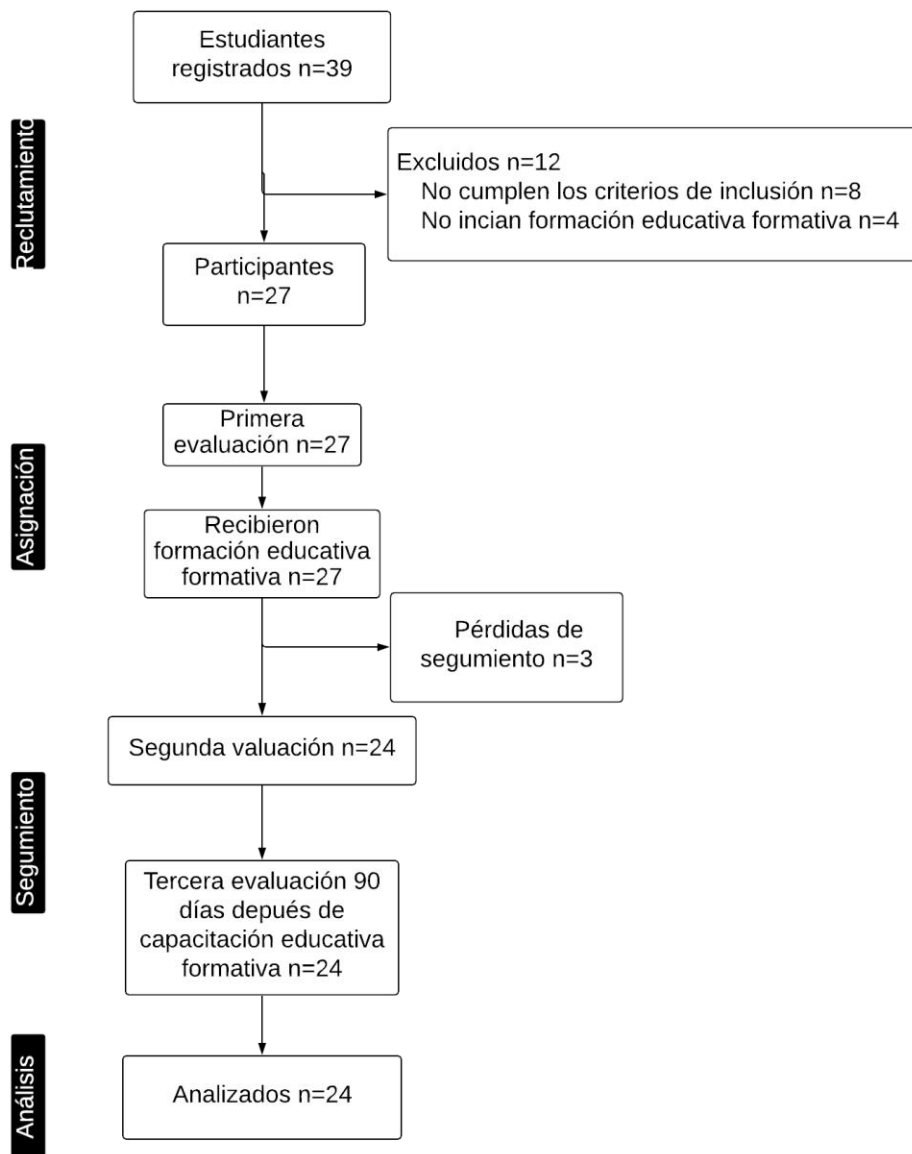 Estudiantes
registrados n=39
Reclutamiento
Excluidos n=12
No cumplen los criterios de inclusión n=8
No incian formación educativa formativa n=4
Participantes
n=27
Asignación
Primera
evaluación n=27
Recibieron
formación educativa
formativa n=27
Pérdidas de
segumiento n=3
Segumiento
Segunda valuación n=24
Tercera evaluación 90
días depués de
capacitación educativa
formativa n=24
Análisis
Analizados n=24